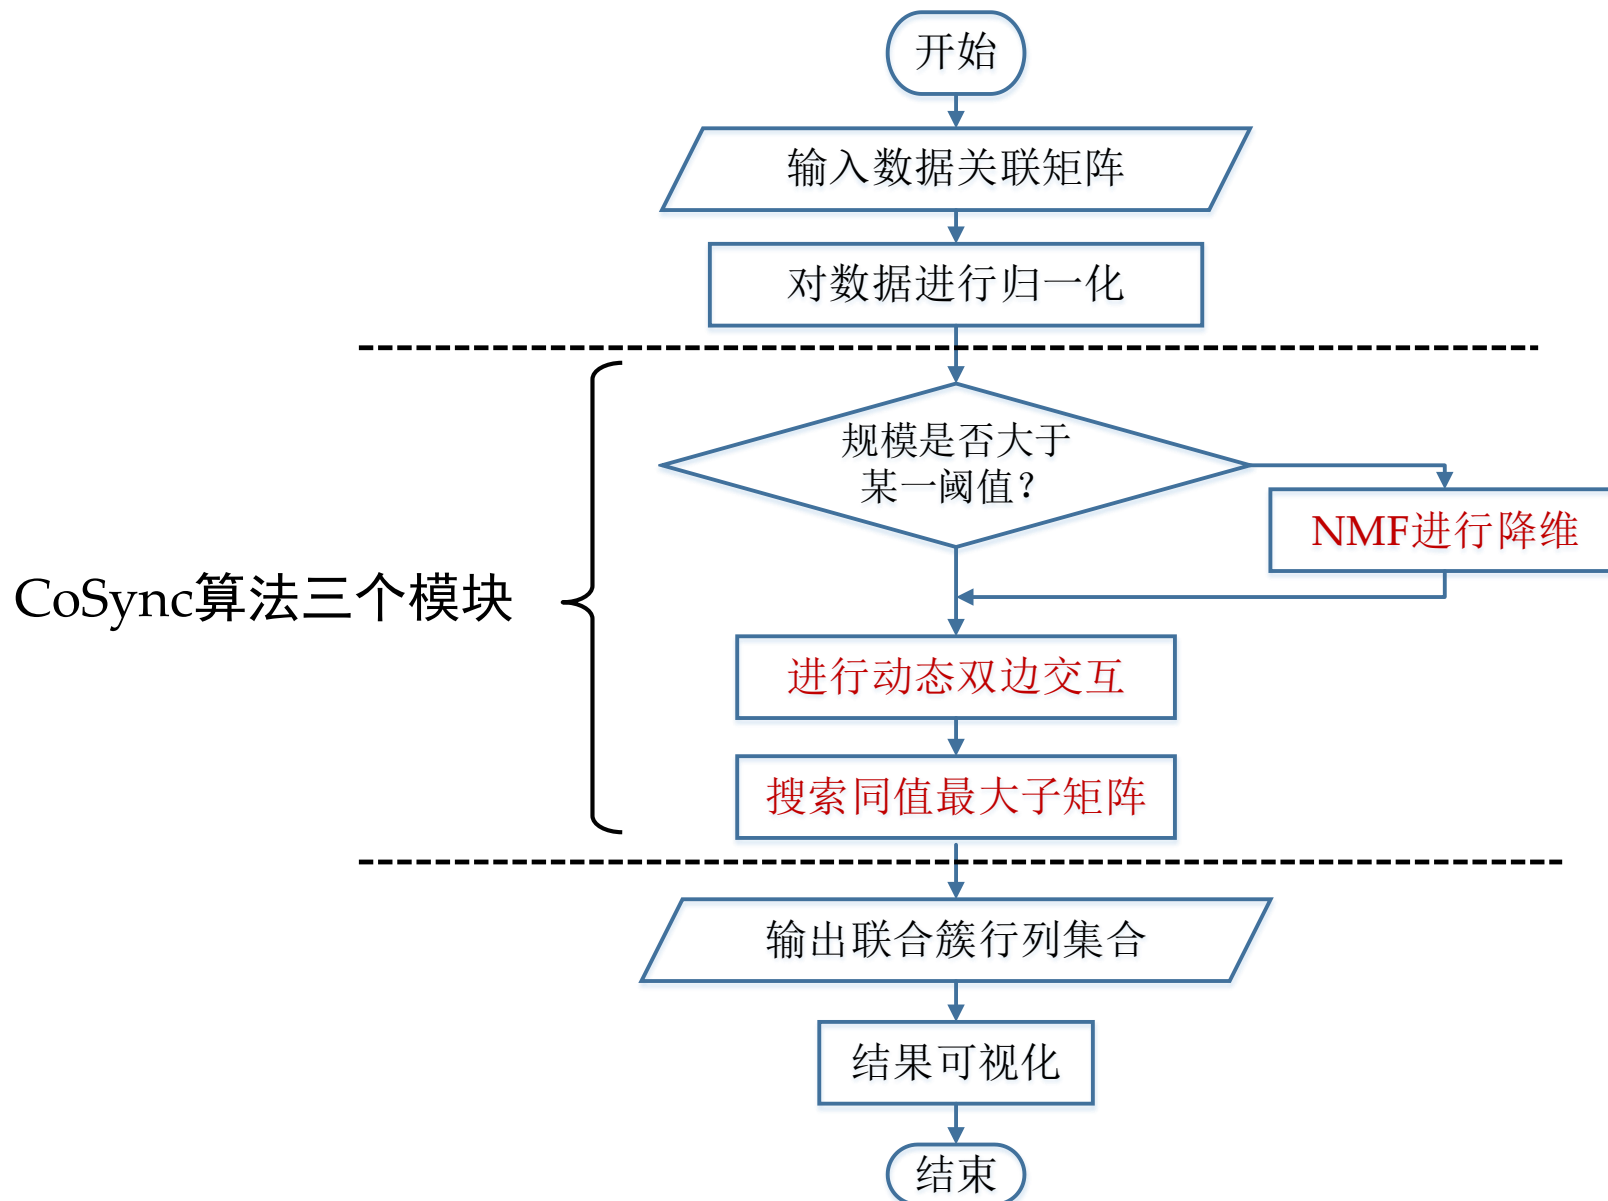 开始
输入数据关联矩阵
对数据进行归一化
规模是否大于
某一阈值？
NMF进行降维
CoSync算法三个模块
进行动态双边交互
搜索同值最大子矩阵
输出联合簇行列集合
结果可视化
结束